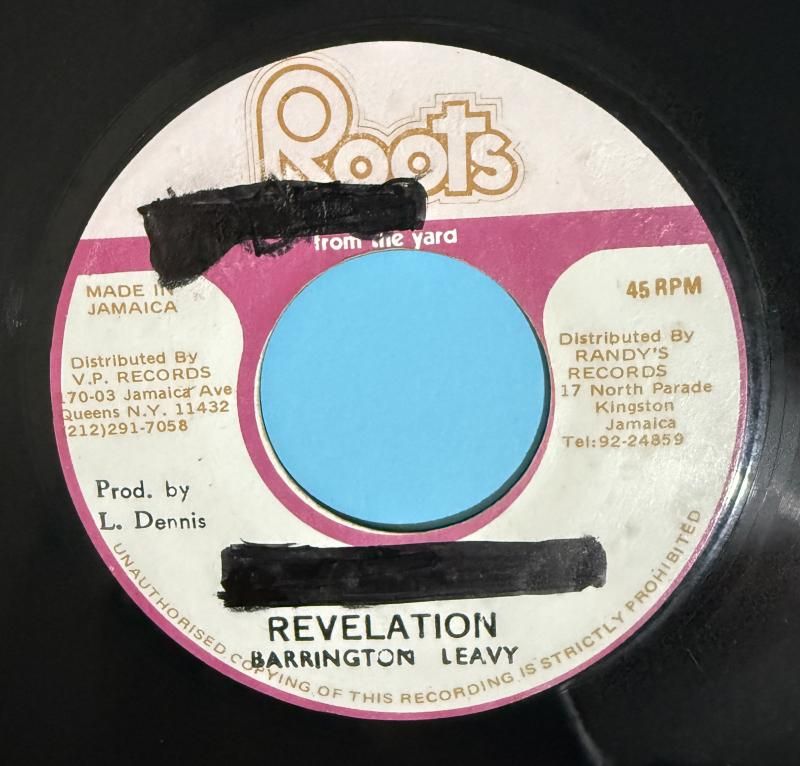 Roots
from the yard
MADE IN
JAMAICA
45 RPM
Distributed By
V.P. RECORDS
170-03 Jamaica Ave
Queens N.Y. 11432
(212)291-7058
Distributed By
RANDY'S
RECORDS
17 North Parade
Kingston
Jamaica
Tel:92-24859
Prod. by
L. Dennis
REVELATION
BARRINGTON LEAVY
UNAUTHORISED COPYING OF THIS RECORDING IS STRICTLY PROHIBITED